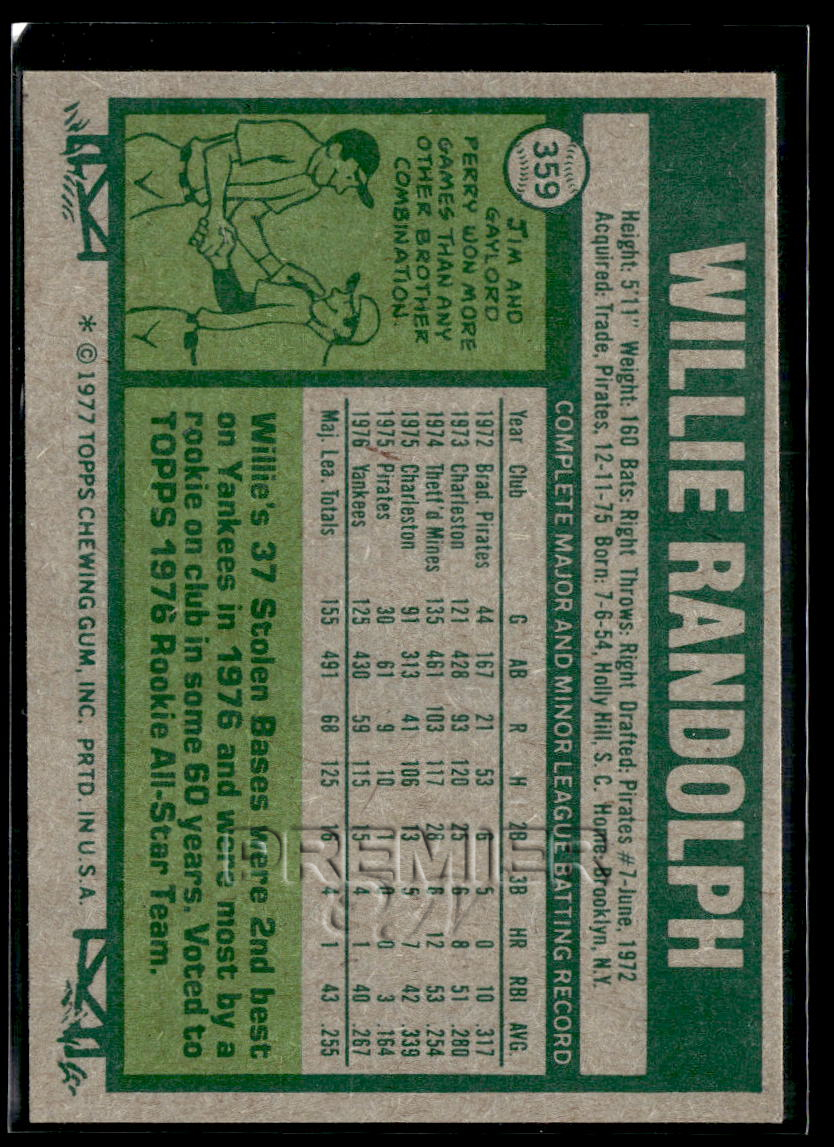 WILLIE RANDOLPH
359
Height: 5'11" Weight: 160 Bats: Right Throws: Right Drafted: Pirates #7-June, 1972
Acquired: Trade, Pirates, 12-11-75 Born: 7-6-54, Holly Hill, S. C. Home: Brooklyn, N.Y.
COMPLETE MAJOR AND MINOR LEAGUE BATTING RECORD
Year Club G AB R H 2B 3B HR RBI AVG.
1972 Brad. Pirates 44 167 21 53 6 5 0 10 .317
1973 Charleston 121 428 93 120 25 6 8 51 .280
1974 Thetf'd Mines 135 461 103 117 26 6 12 53 .254
1975 Charleston 91 313 41 106 13 5 7 42 .339
1975 Pirates 30 61 9 10 1 0 0 3 .164
1976 Yankees 125 430 59 115 15 4 1 40 .267
Maj. Lea. Totals 155 491 68 125 16 4 1 43 .255
JIM AND
GAYLORD
PERRY WON MORE
GAMES THAN ANY
OTHER BROTHER
COMBINATION.
Willie's 37 Stolen Bases were 2nd best
on Yankees in 1976 and were most by a
rookie on club in some 60 years. Voted to
TOPPS 1976 Rookie All-Star Team.
* © 1977 TOPPS CHEWING GUM, INC. PRTD. IN U.S.A.
PREMIER